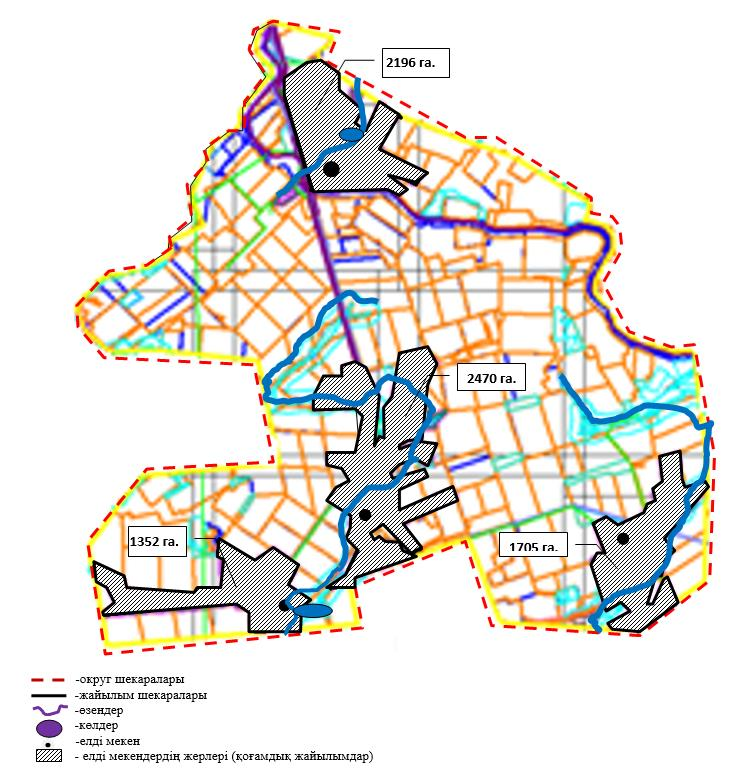 2196 га.
2470 га.
1352 га.
1705 га.
-округ шекаралары
-жайылым шекаралары
-өзендер
-көлдер
-елді мекен
- елді мекендердің жерлері (қоғамдық жайылымдар)